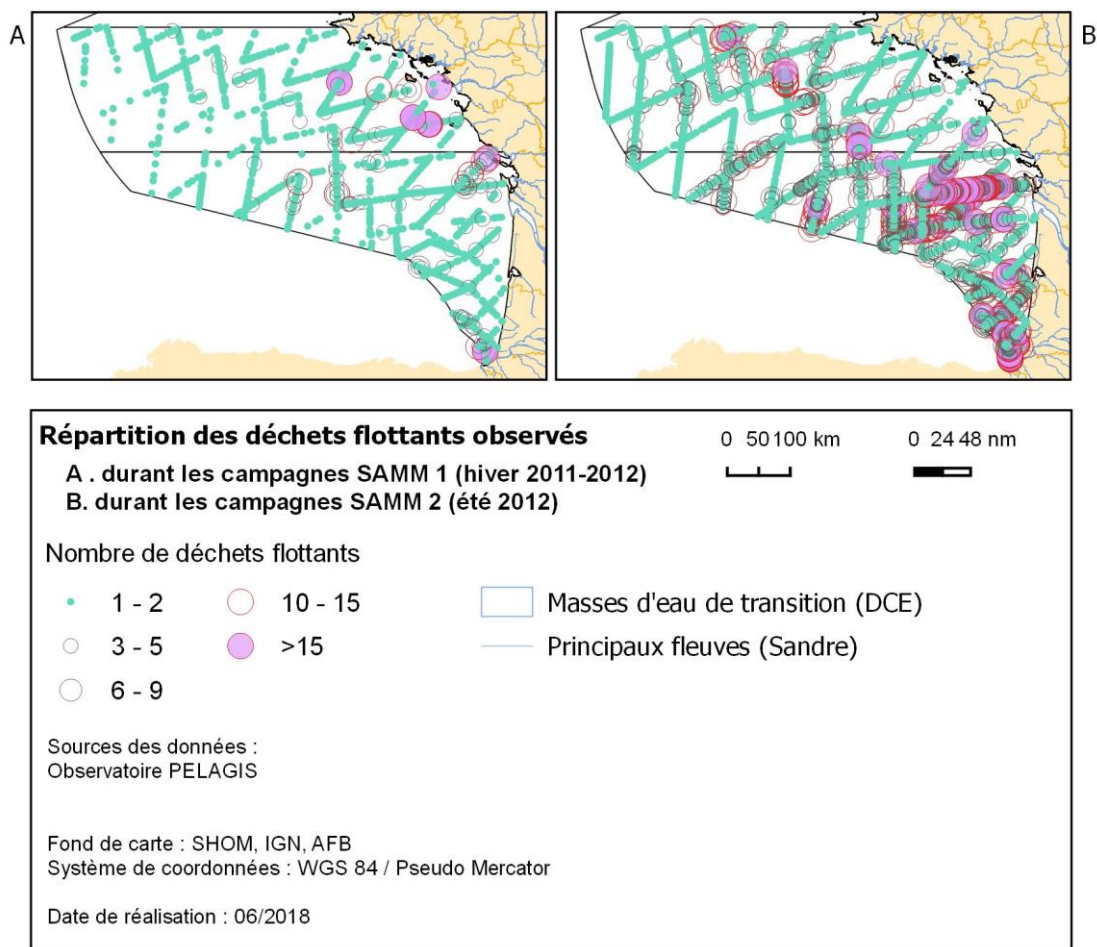 A
B
Répartition des déchets flottants observés
A . durant les campagnes SAMM 1 (hiver 2011-2012)
B. durant les campagnes SAMM 2 (été 2012)
0 50 100 km
0 24 48 nm
Nombre de déchets flottants
1 - 2
3 - 5
6 - 9
10 - 15
>15
Masses d'eau de transition (DCE)
Principaux fleuves (Sandre)
Sources des données :
Observatoire PELAGIS
Fond de carte : SHOM, IGN, AFB
Système de coordonnées : WGS 84 / Pseudo Mercator
Date de réalisation : 06/2018